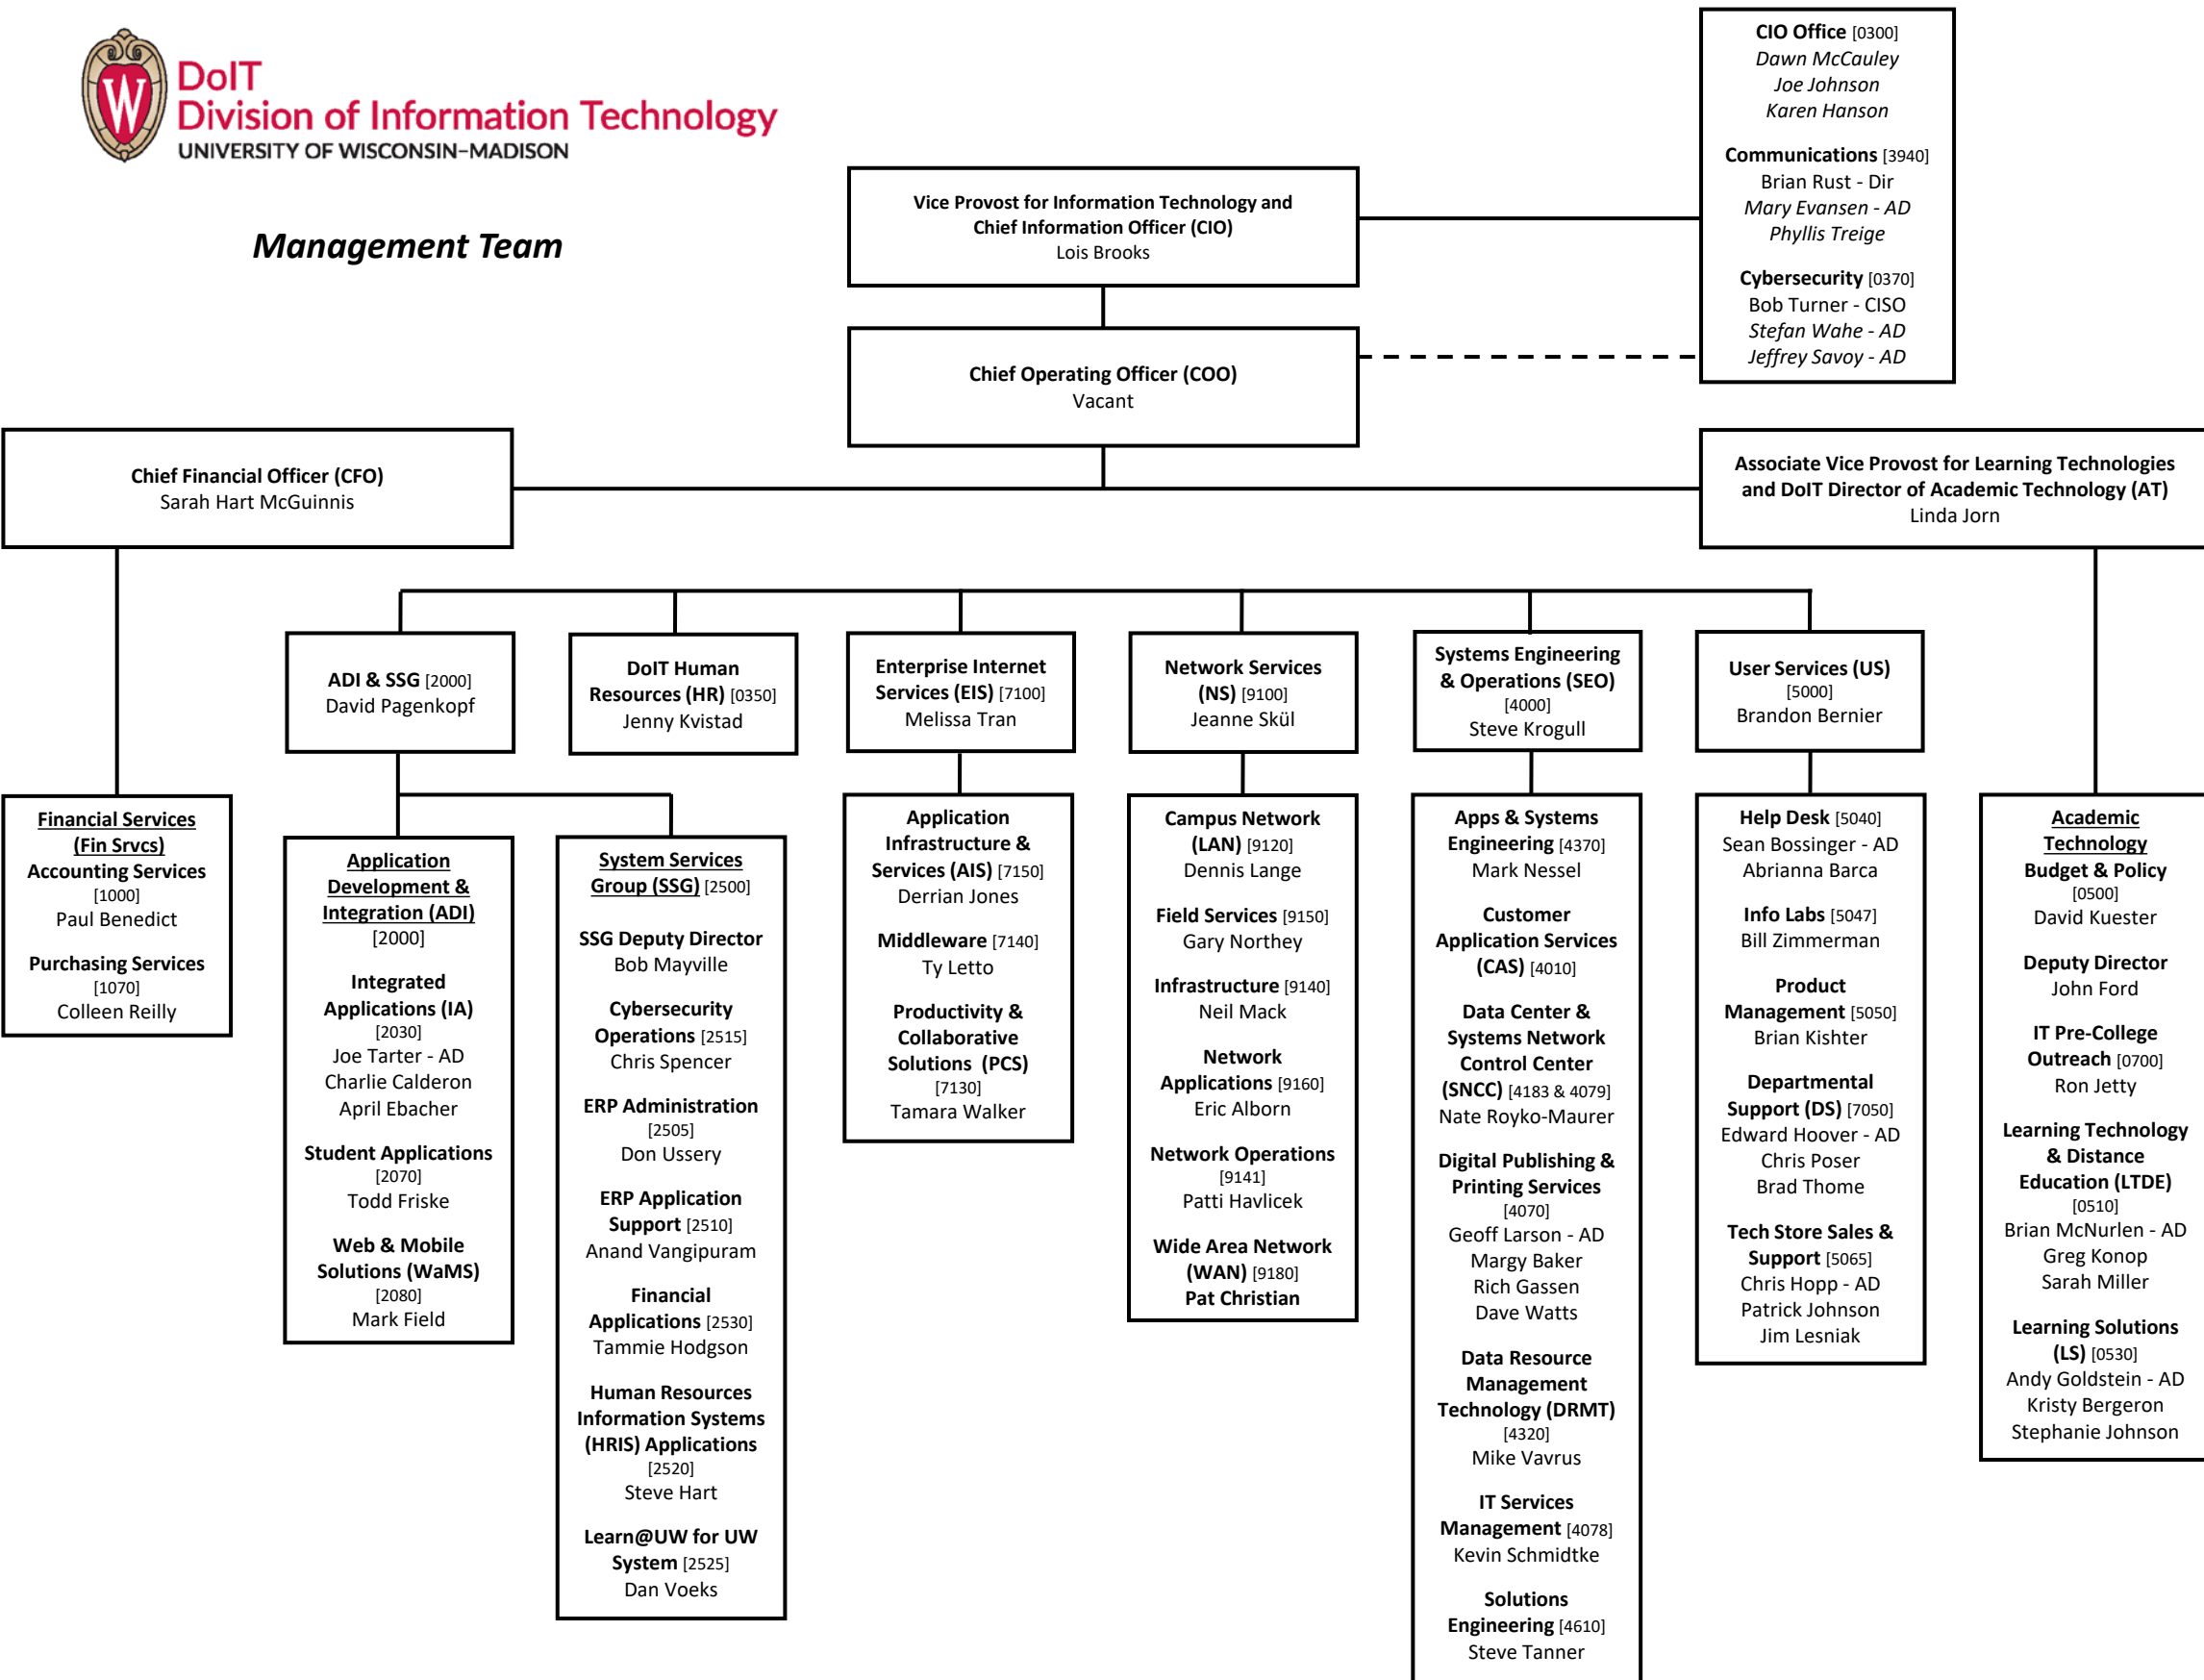 W
DoIT
Division of Information Technology
UNIVERSITY OF WISCONSIN–MADISON
Management Team
CIO Office [0300]
Dawn McCauley
Joe Johnson
Karen Hanson
Communications [3940]
Brian Rust - Dir
Mary Evansen - AD
Phyllis Treige
Cybersecurity [0370]
Bob Turner - CISO
Stefan Wahe - AD
Jeffrey Savoy - AD
Vice Provost for Information Technology and
Chief Information Officer (CIO)
Lois Brooks
Chief Operating Officer (COO)
Vacant
Chief Financial Officer (CFO)
Sarah Hart McGuinnis
Associate Vice Provost for Learning Technologies
and DoIT Director of Academic Technology (AT)
Linda Jorn
ADI & SSG [2000]
David Pagenkopf
DoIT Human
Resources (HR) [0350]
Jenny Kvistad
Enterprise Internet
Services (EIS) [7100]
Melissa Tran
Network Services
(NS) [9100]
Jeanne Skül
Systems Engineering
& Operations (SEO)
[4000]
Steve Krogull
User Services (US)
[5000]
Brandon Bernier
Financial Services
(Fin Srvcs)
Accounting Services
[1000]
Paul Benedict
Purchasing Services
[1070]
Colleen Reilly
Application
Development &
Integration (ADI)
[2000]
Integrated
Applications (IA)
[2030]
Joe Tarter - AD
Charlie Calderon
April Ebacher
Student Applications
[2070]
Todd Friske
Web & Mobile
Solutions (WaMS)
[2080]
Mark Field
System Services
Group (SSG) [2500]
SSG Deputy Director
Bob Mayville
Cybersecurity
Operations [2515]
Chris Spencer
ERP Administration
[2505]
Don Ussery
ERP Application
Support [2510]
Anand Vangipuram
Financial
Applications [2530]
Tammie Hodgson
Human Resources
Information Systems
(HRIS) Applications
[2520]
Steve Hart
Learn@UW for UW
System [2525]
Dan Voeks
Application
Infrastructure &
Services (AIS) [7150]
Derrian Jones
Middleware [7140]
Ty Letto
Productivity &
Collaborative
Solutions (PCS)
[7130]
Tamara Walker
Campus Network
(LAN) [9120]
Dennis Lange
Field Services [9150]
Gary Northey
Infrastructure [9140]
Neil Mack
Network
Applications [9160]
Eric Alborn
Network Operations
[9141]
Patti Havlicek
Wide Area Network
(WAN) [9180]
Pat Christian
Apps & Systems
Engineering [4370]
Mark Nessel
Customer
Application Services
(CAS) [4010]
Data Center &
Systems Network
Control Center
(SNCC) [4183 & 4079]
Nate Royko-Maurer
Digital Publishing &
Printing Services
[4070]
Geoff Larson - AD
Margy Baker
Rich Gassen
Dave Watts
Data Resource
Management
Technology (DRMT)
[4320]
Mike Vavrus
IT Services
Management [4078]
Kevin Schmidtke
Solutions
Engineering [4610]
Steve Tanner
Help Desk [5040]
Sean Bossinger - AD
Abrianna Barca
Info Labs [5047]
Bill Zimmerman
Product
Management [5050]
Brian Kishter
Departmental
Support (DS) [7050]
Edward Hoover - AD
Chris Poser
Brad Thome
Tech Store Sales &
Support [5065]
Chris Hopp - AD
Patrick Johnson
Jim Lesniak
Academic
Technology
Budget & Policy
[0500]
David Kuester
Deputy Director
John Ford
IT Pre-College
Outreach [0700]
Ron Jetty
Learning Technology
& Distance
Education (LTDE)
[0510]
Brian McNurlen - AD
Greg Konop
Sarah Miller
Learning Solutions
(LS) [0530]
Andy Goldstein - AD
Kristy Bergeron
Stephanie Johnson